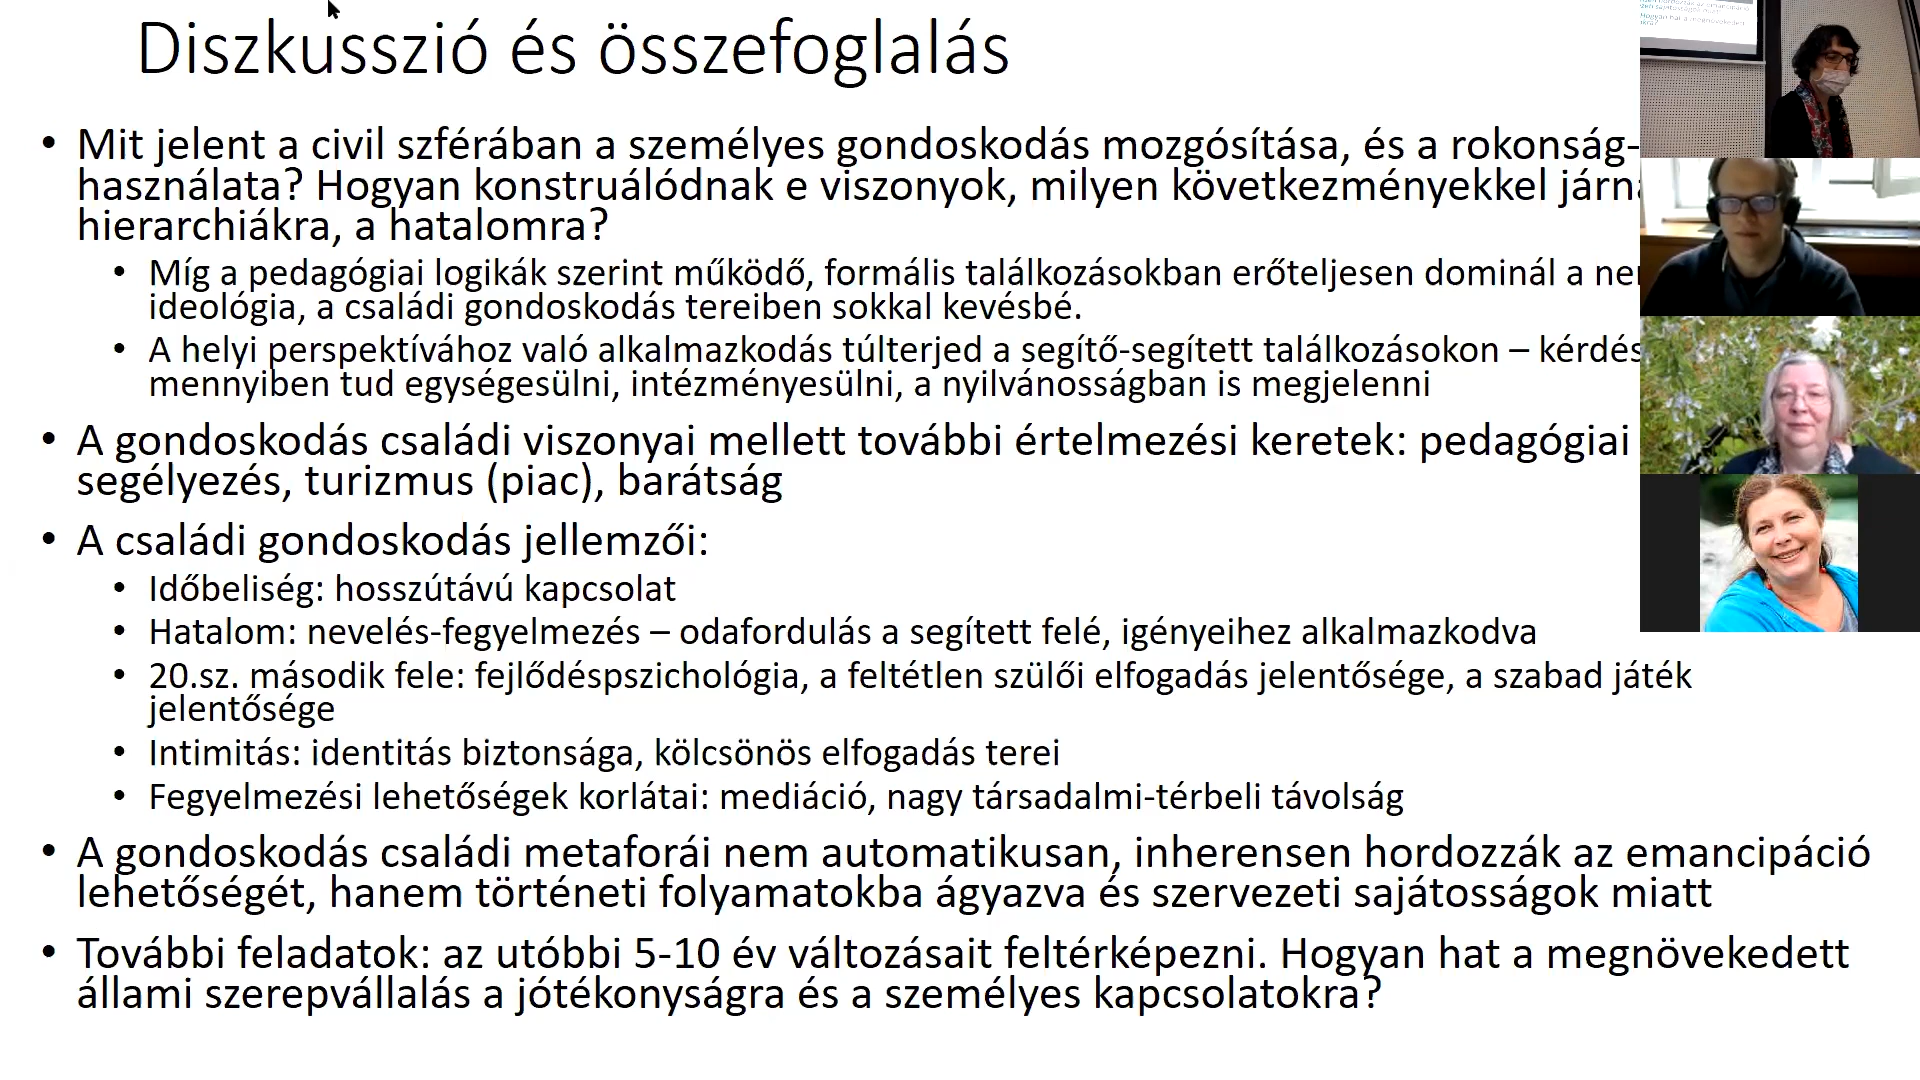 Diszkusszió és összefoglalás
• Mit jelent a civil szférában a személyes gondoskodás mozgósítása, és a rokonság-
használata? Hogyan konstruálódnak e viszonyok, milyen következményekkel
hierarchiákra, a hatalomra?
• Míg a pedagógiai logikák szerint működő, formális találkozásokban erőteljesen dominál a
ideológia, a családi gondoskodás tereiben sokkal kevésbé.
• A helyi perspektívához való alkalmazkodás túlterjed a segítő-segített találkozásokon – kérdés
mennyiben tud egységesülni, intézményesülni, a nyilvánosságban is megjelenni
• A gondoskodás családi viszonyai mellett további értelmezési keretek: pedagógiai
segélyezés, turizmus (piac), barátság
• A családi gondoskodás jellemzői:
• Időbeliség: hosszútávú kapcsolat
• Hatalom: nevelés-fegyelmezés – odafordulás a segített felé, igényeihez alkalmazkodva
• 20.sz. második fele: fejlődéspszichológia, a feltétlen szülői elfogadás jelentősége, a szabad játék
jelentősége
• Intimitás: identitás biztonsága, kölcsönös elfogadás terei
• Fegyelmezési lehetőségek korlátai: mediáció, nagy társadalmi-térbeli távolság
• A gondoskodás családi metaforái nem automatikusan, inherensen hordozzák az emancipáció
lehetőségét, hanem történeti folyamatokba ágyazva és szervezeti sajátosságok miatt
• További feladatok: az utóbbi 5-10 év változásait feltérképezni. Hogyan hat a megnövekedett
állami szerepvállalás a jótékonyságra és a személyes kapcsolatokra?